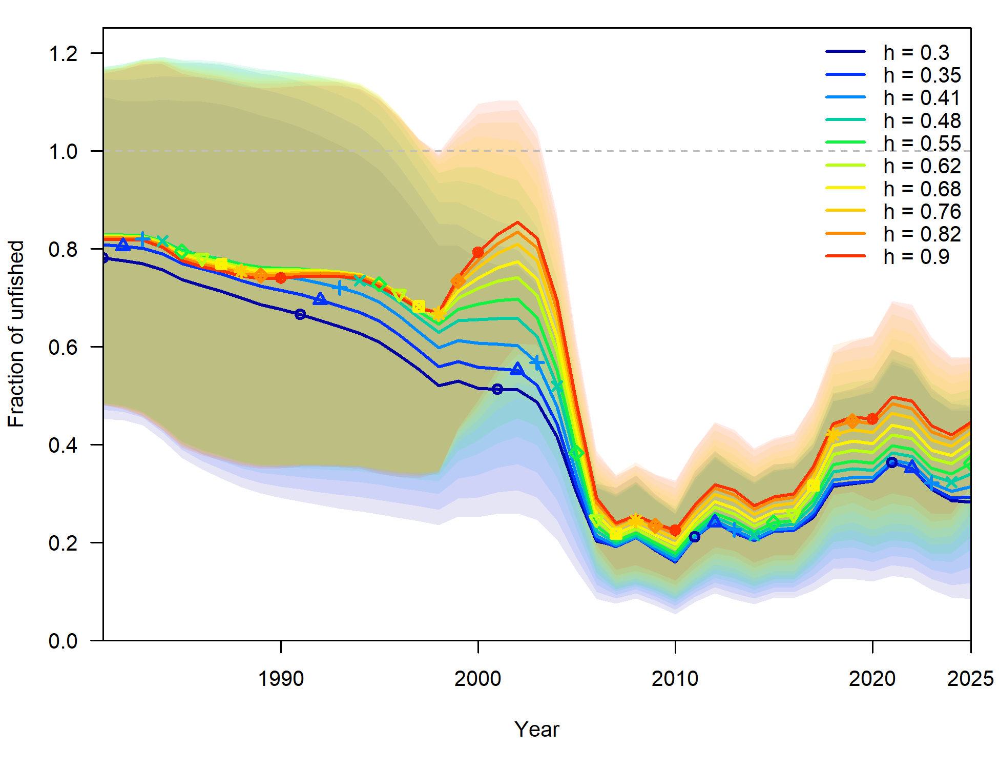 1.2
1.0
0.8
0.6
0.4
0.2
0.0
Fraction of unfished
h = 0.3
h = 0.35
h = 0.41
h = 0.48
h = 0.55
h = 0.62
h = 0.68
h = 0.76
h = 0.82
h = 0.9
1990 2000 2010 2020 2025
Year